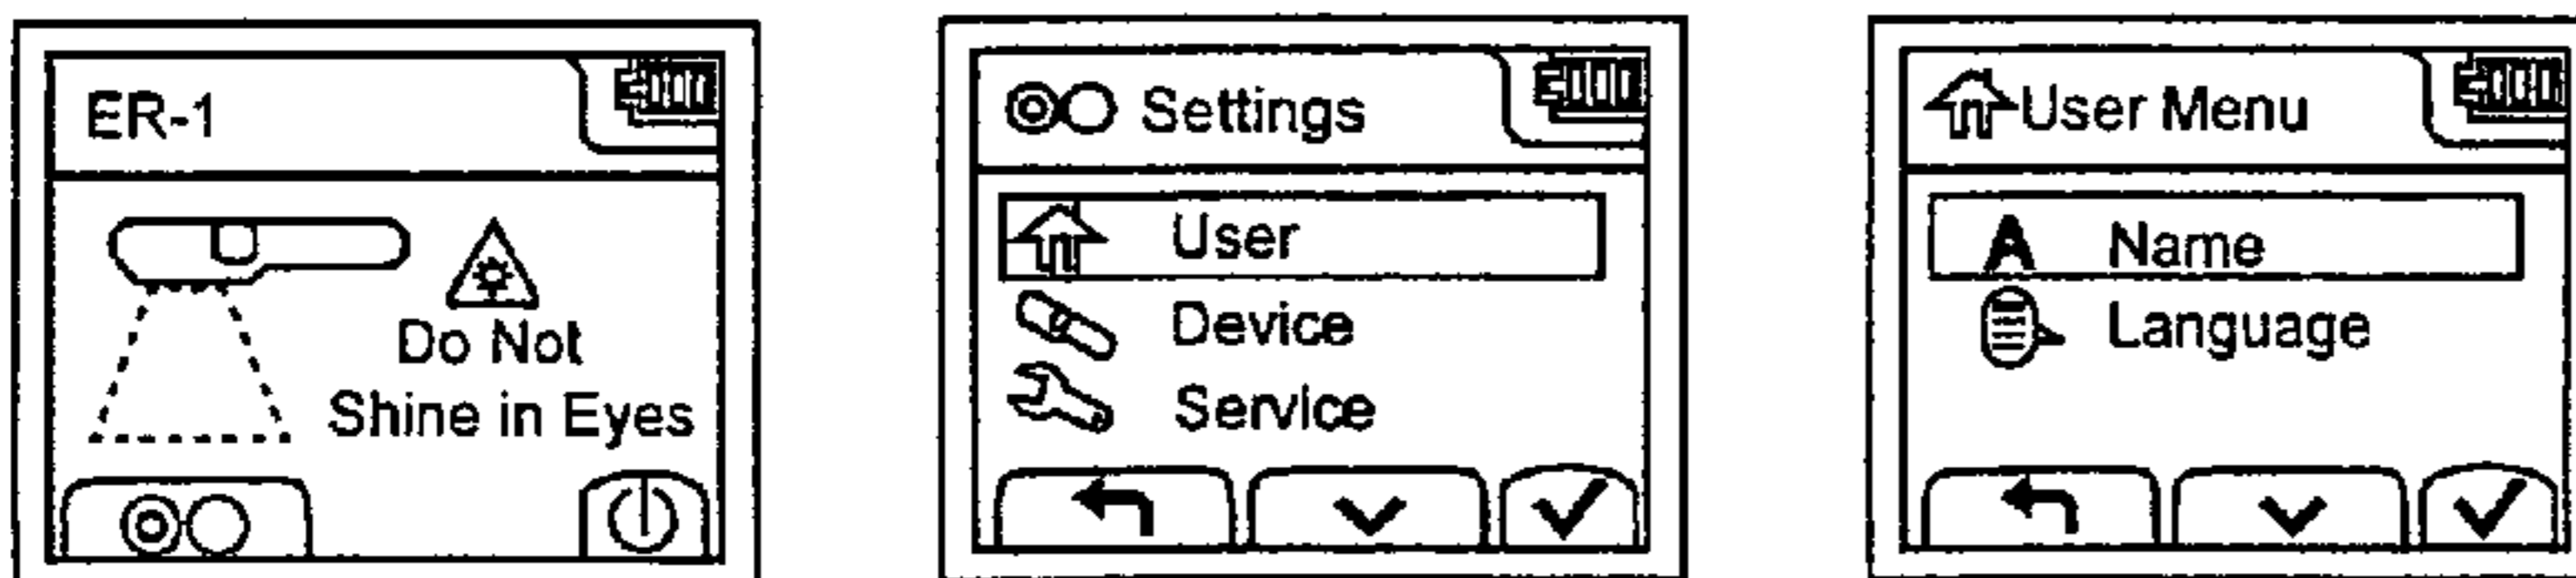 ER-1
Do Not
Shine in Eyes
Settings
User
Device
Service
User Menu
A Name
Language